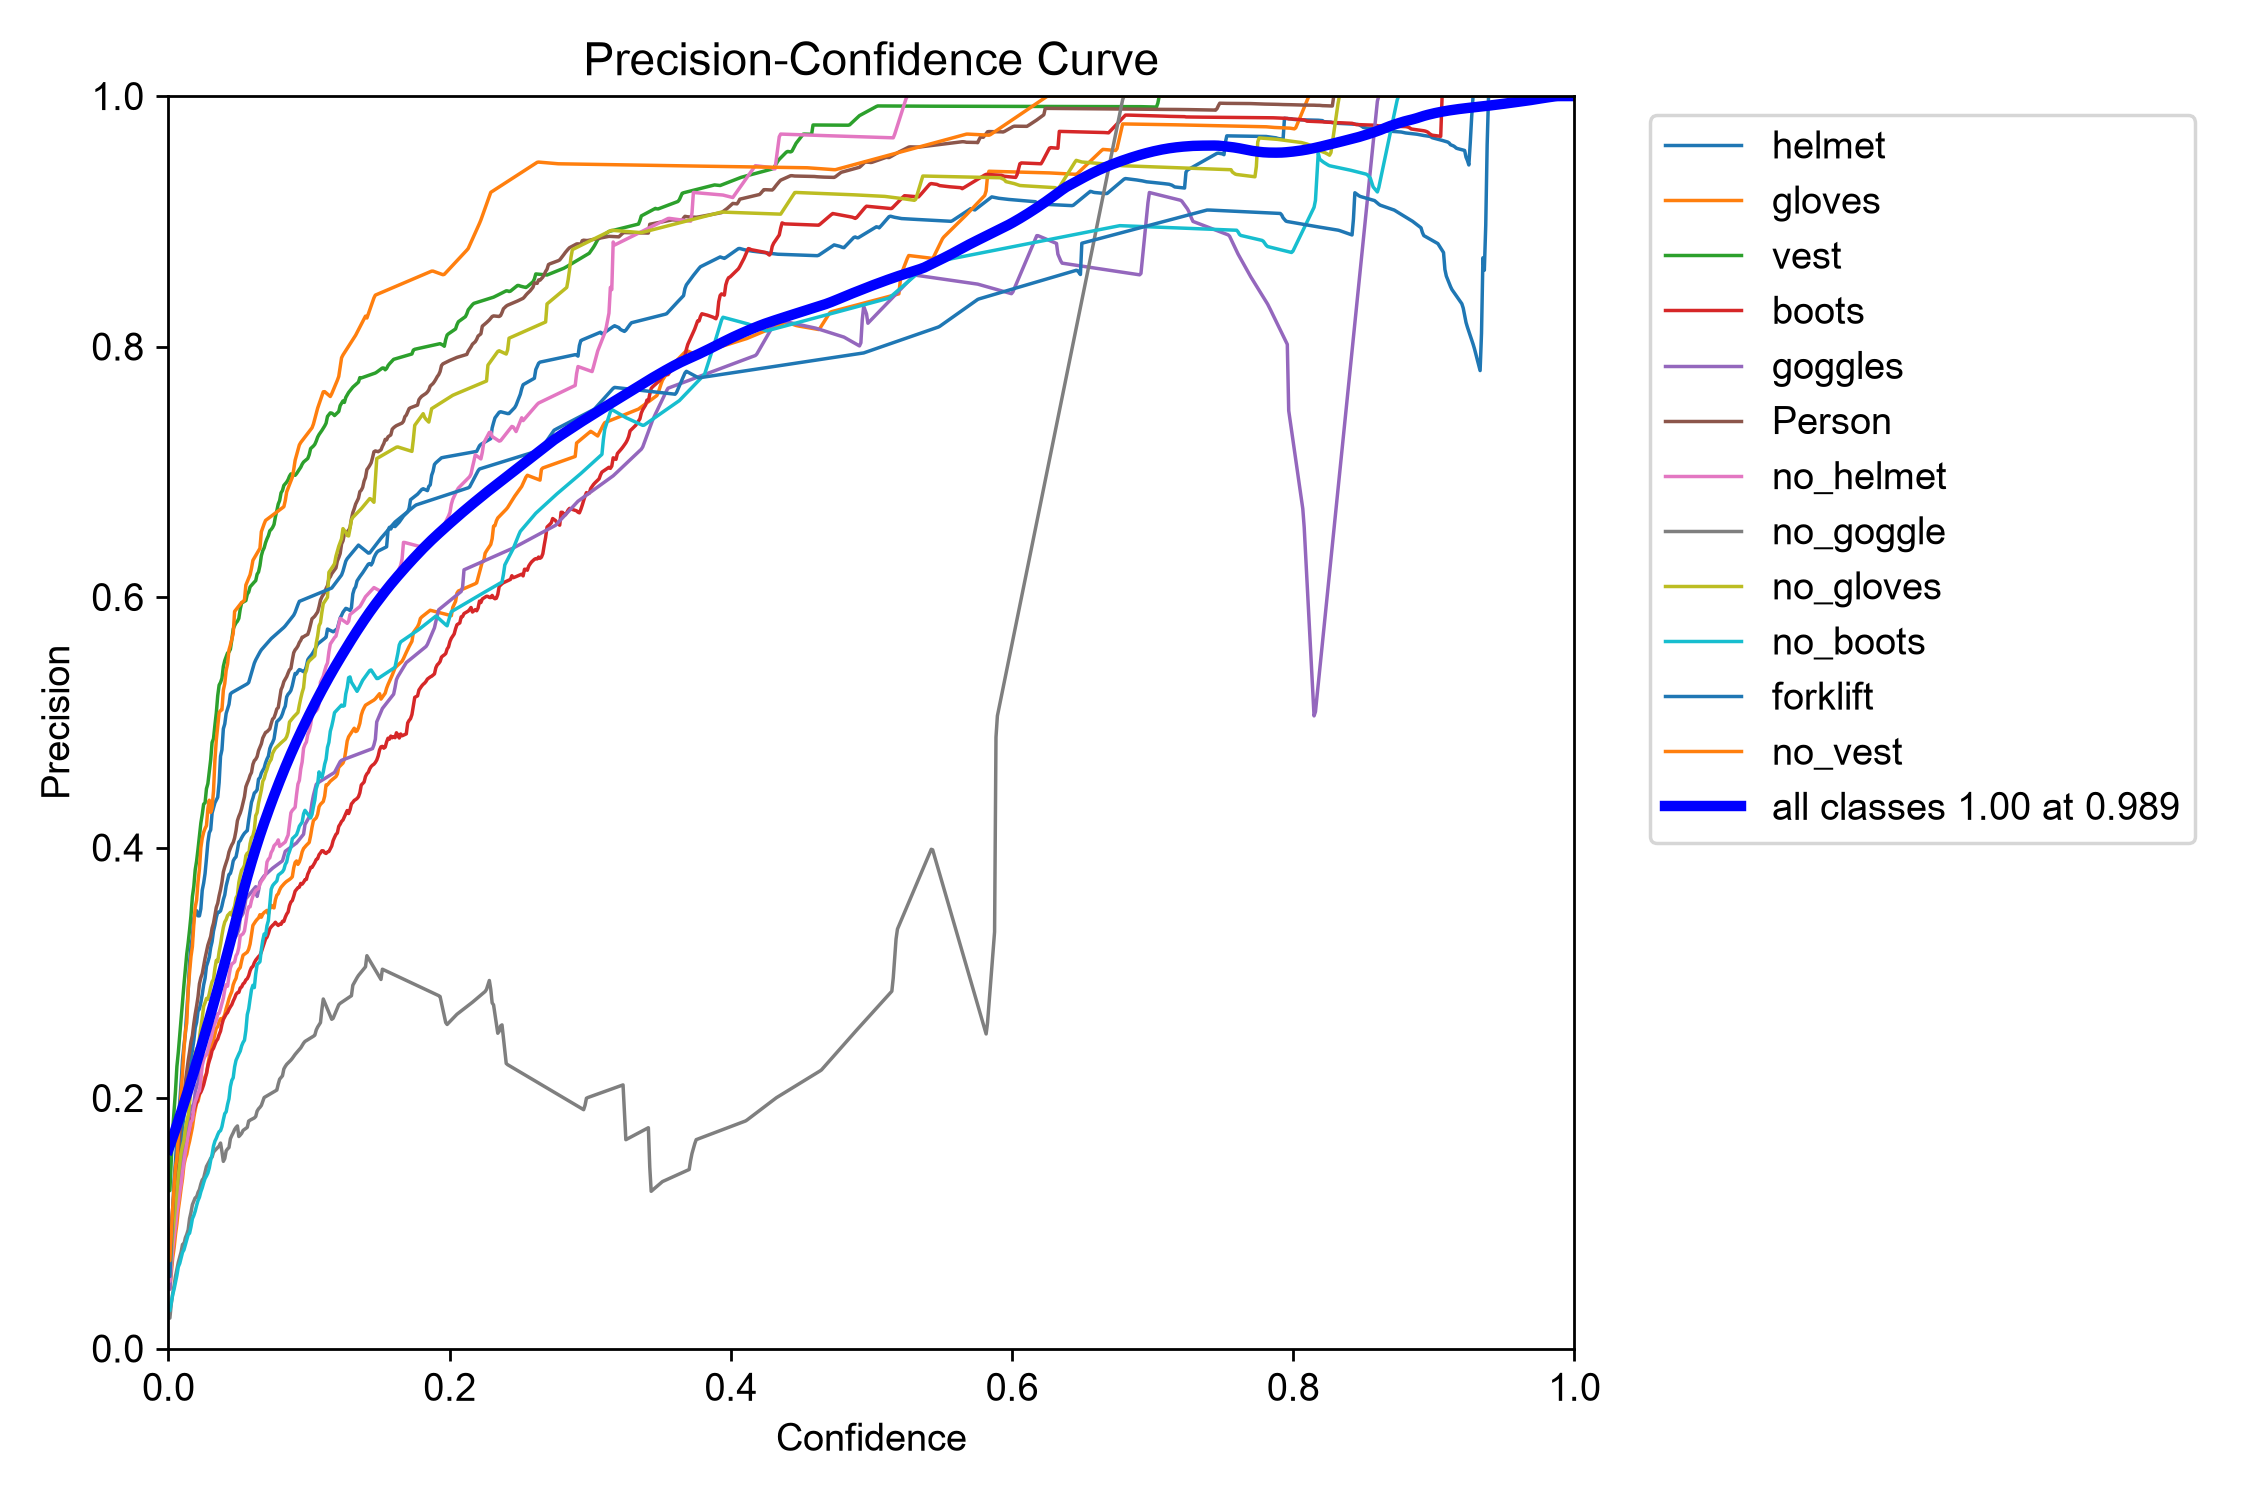 Precision-Confidence Curve
1.0
0.8
0.6
0.4
0.2
0.0
Precision
0.0 0.2 0.4 0.6 0.8 1.0
Confidence
helmet
gloves
vest
boots
goggles
Person
no_helmet
no_goggle
no_gloves
no_boots
forklift
no_vest
all classes 1.00 at 0.989